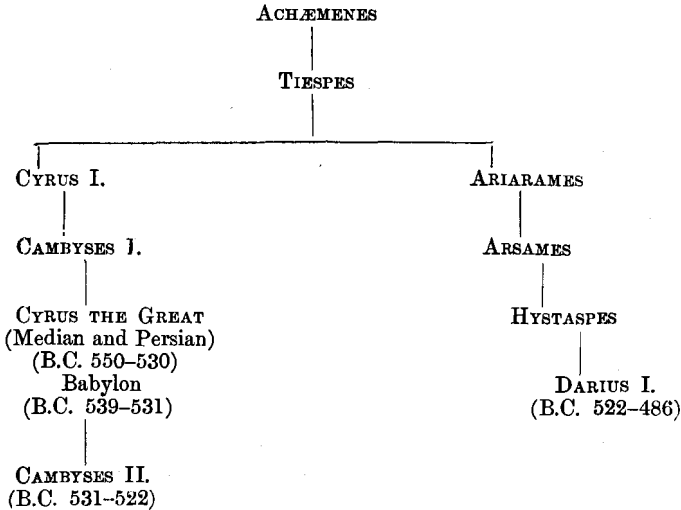 ACHÆMENES
TIESPES
CYRUS I.
ARIARAMES
CAMBYSES I.
ARSAMES
CYRUS THE GREAT
(Median and Persian)
(B.C. 550–530)
Babylon
(B.C. 539–531)
HYSTASPES
DARIUS I.
(B.C. 522–486)
CAMBYSES II.
(B.C. 531–522)